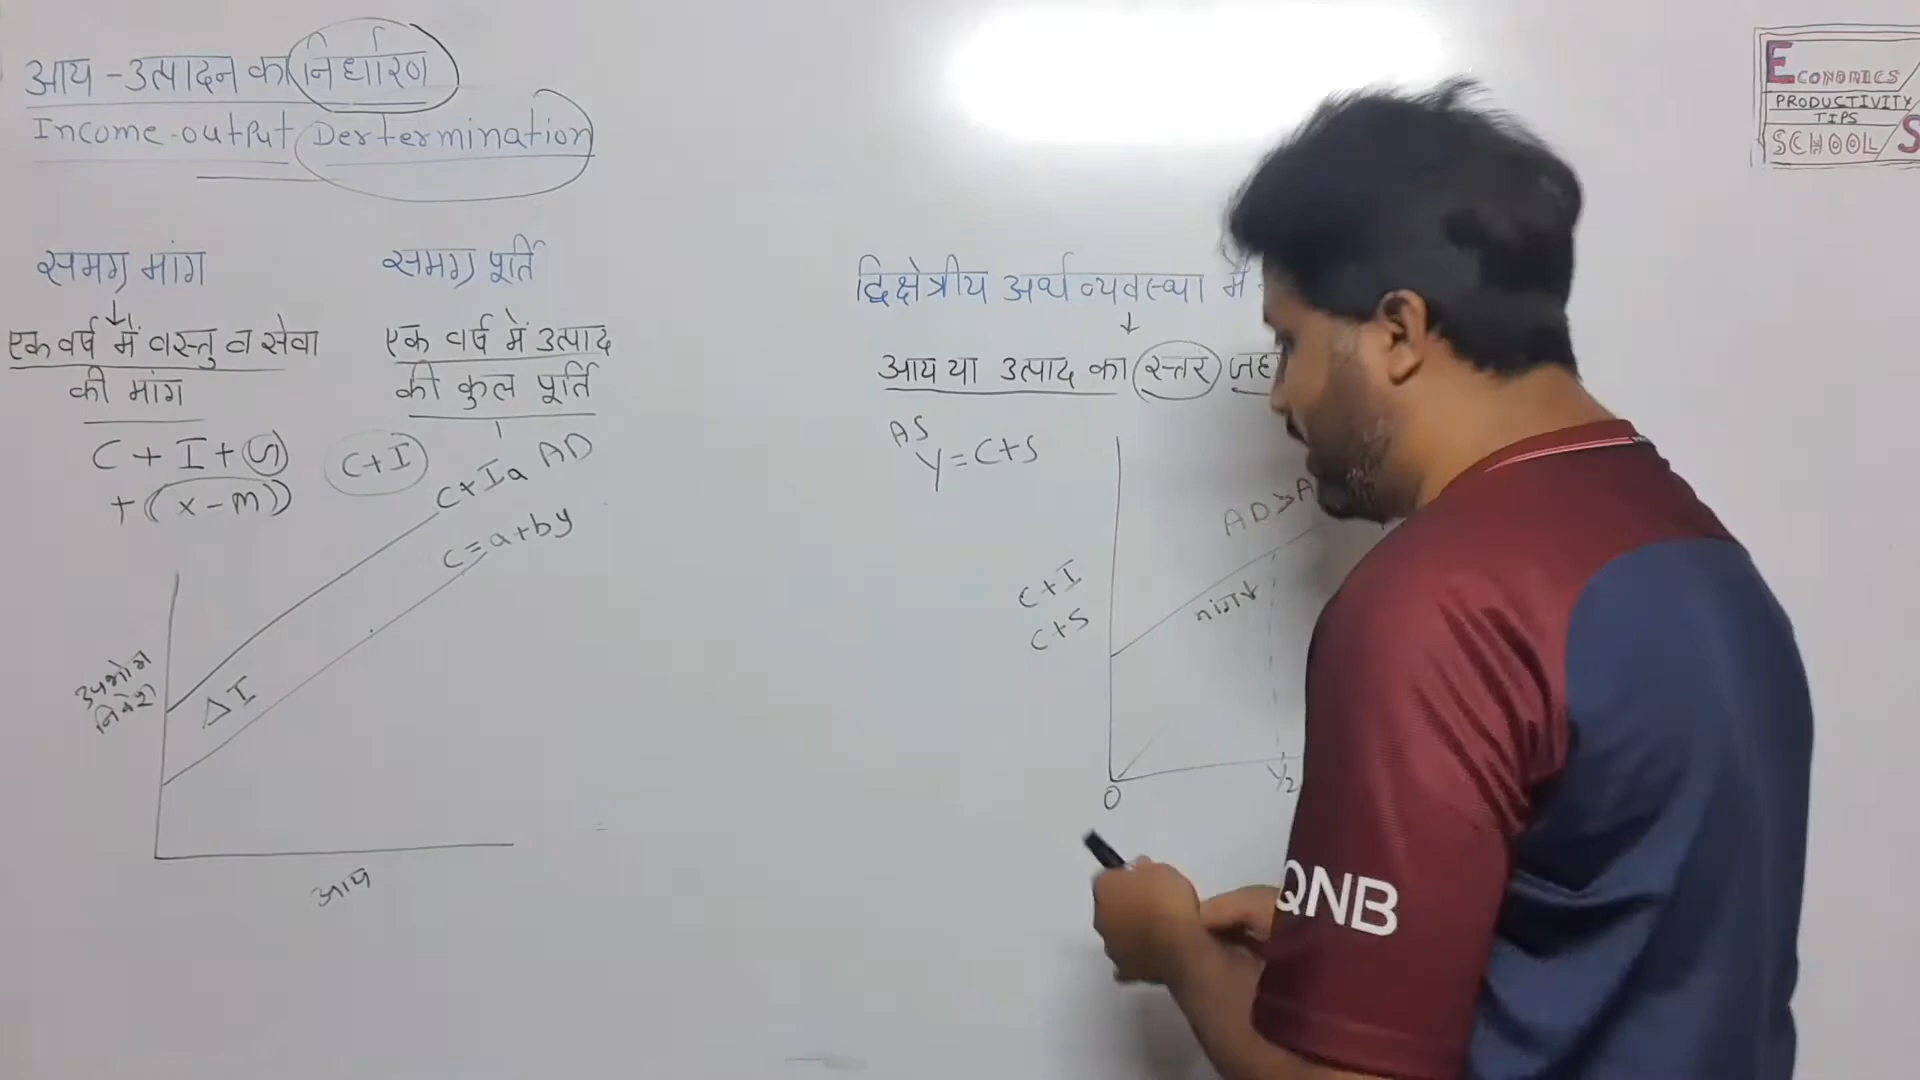 आय-उत्पादन का निर्धारण
Income-output Dertermination
समग्र मांग
एक वर्ष में वस्तु व सेवा
की मांग
C + I + G
+ (x-m)
समग्र पूर्ति
एक वर्ष में उत्पाद
की कुल पूर्ति
C+I
C+Ia AD
C=a+by
उपभोग
निवेश
ΔI
आय
द्विक्षेत्रीय अर्थव्यवस्था में
आय या उत्पाद का स्तर
AS
Y=C+S
AD>
C+I
C+S
O
Y2
ECONOMICS
PRODUCTIVITY
TIPS
SCHOOL
QNB